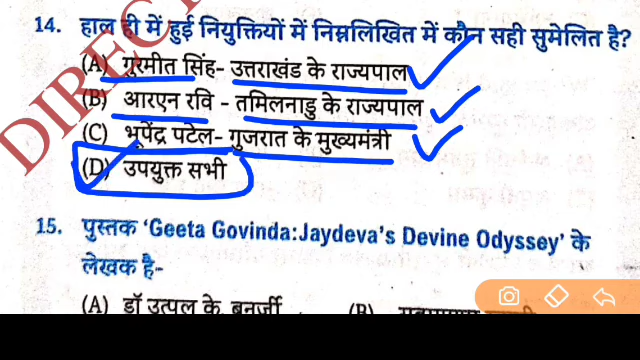 14. हाल ही में हुई नियुक्तियों में निम्नलिखित में कौन सही सुमेलित है?
(A) गुरमीत सिंह- उत्तराखंड के राज्यपाल
(B) आरएन रवि - तमिलनाडु के राज्यपाल
(C) भूपेंद्र पटेल- गुजरात के मुख्यमंत्री
(D) उपयुक्त सभी
DIRECT
15. पुस्तक ‘Geeta Govinda:Jaydeva’s Devine Odyssey’ के
लेखक है-
(A) डॉ उत्पल के बनर्जी (B)